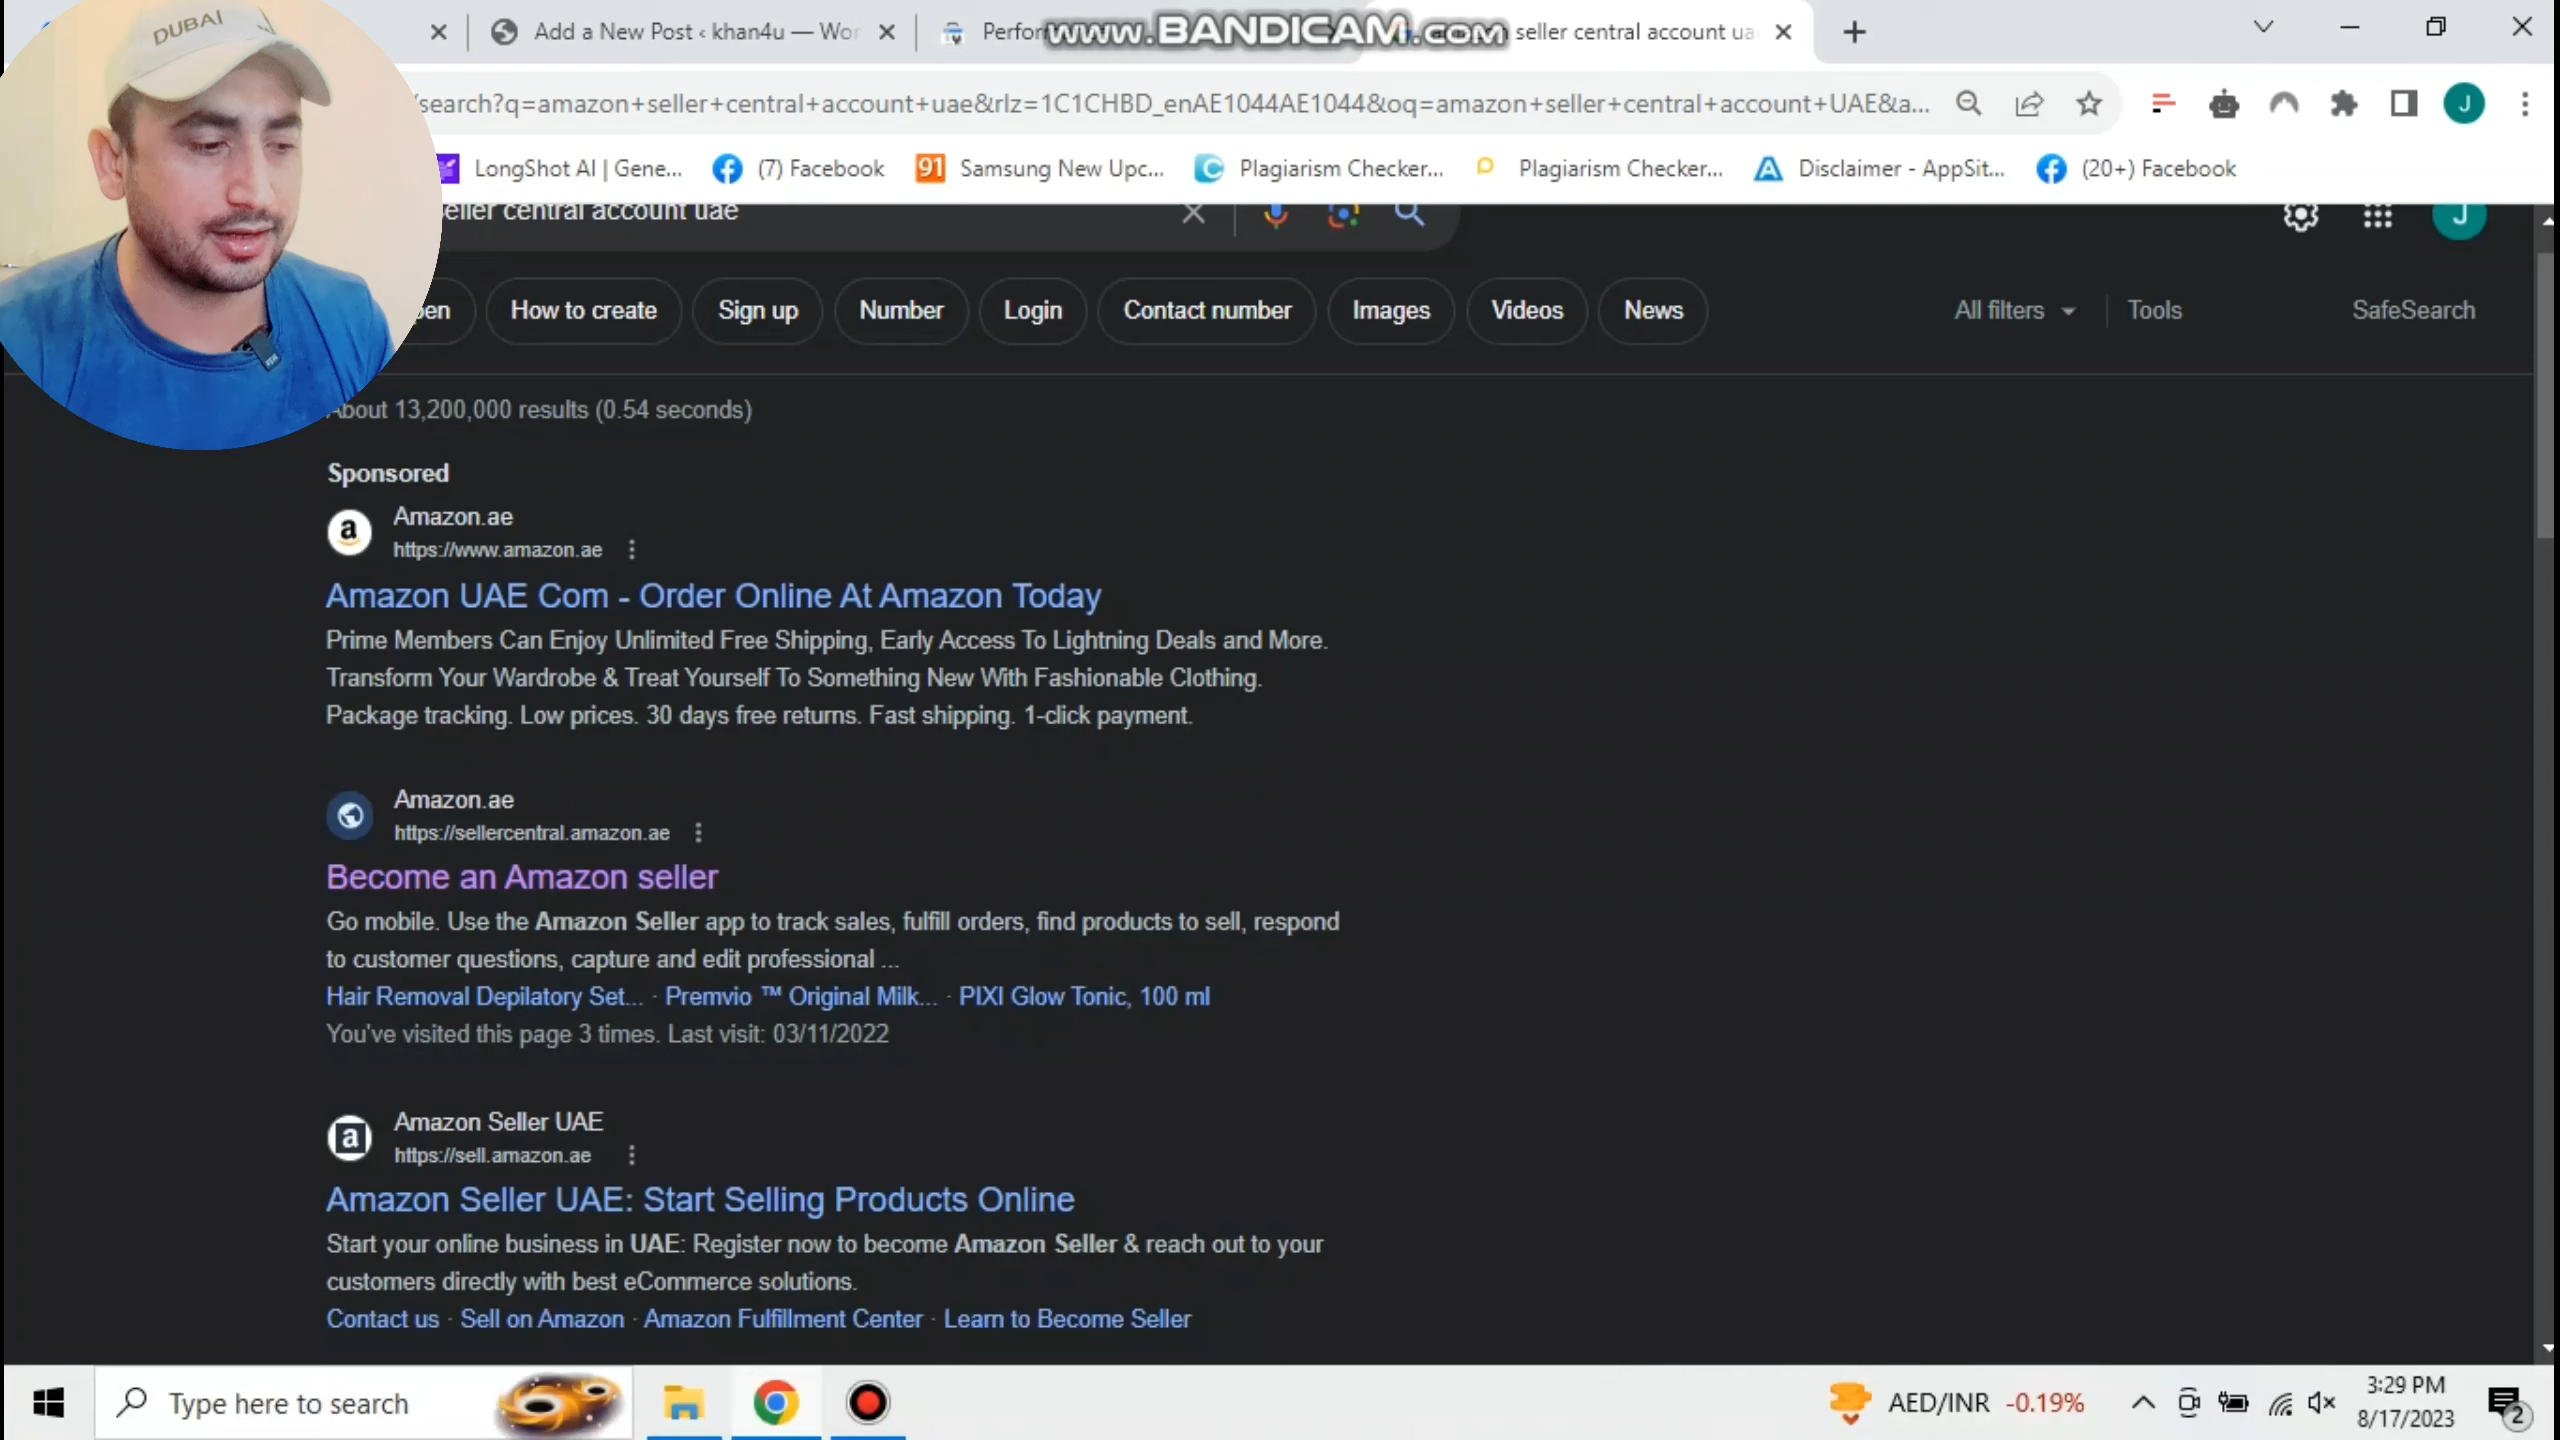 DUBAI
Add a New Post ‹ khan4u — Wor
Perfor
www.BANDICAM.com
seller central account ua
/search?q=amazon+seller+central+account+uae&rlz=1C1CHBD_enAE1044AE1044&oq=amazon+seller+central+account+UAE&a...
J
LongShot AI | Gene...
(7) Facebook
91
Samsung New Upc...
Plagiarism Checker...
Plagiarism Checker...
Disclaimer - AppSit...
(20+) Facebook
eller central account uae
J
pen
How to create
Sign up
Number
Login
Contact number
Images
Videos
News
All filters
Tools
SafeSearch
About 13,200,000 results (0.54 seconds)
Sponsored
Amazon.ae
https://www.amazon.ae
Amazon UAE Com - Order Online At Amazon Today
Prime Members Can Enjoy Unlimited Free Shipping, Early Access To Lightning Deals and More.
Transform Your Wardrobe & Treat Yourself To Something New With Fashionable Clothing.
Package tracking. Low prices. 30 days free returns. Fast shipping. 1-click payment.
Amazon.ae
https://sellercentral.amazon.ae
Become an Amazon seller
Go mobile. Use the Amazon Seller app to track sales, fulfill orders, find products to sell, respond
to customer questions, capture and edit professional ...
Hair Removal Depilatory Set... · Premvio ™ Original Milk... · PIXI Glow Tonic, 100 ml
You've visited this page 3 times. Last visit: 03/11/2022
Amazon Seller UAE
https://sell.amazon.ae
Amazon Seller UAE: Start Selling Products Online
Start your online business in UAE: Register now to become Amazon Seller & reach out to your
customers directly with best eCommerce solutions.
Contact us · Sell on Amazon · Amazon Fulfillment Center · Learn to Become Seller
Type here to search
AED/INR -0.19%
3:29 PM
8/17/2023
2